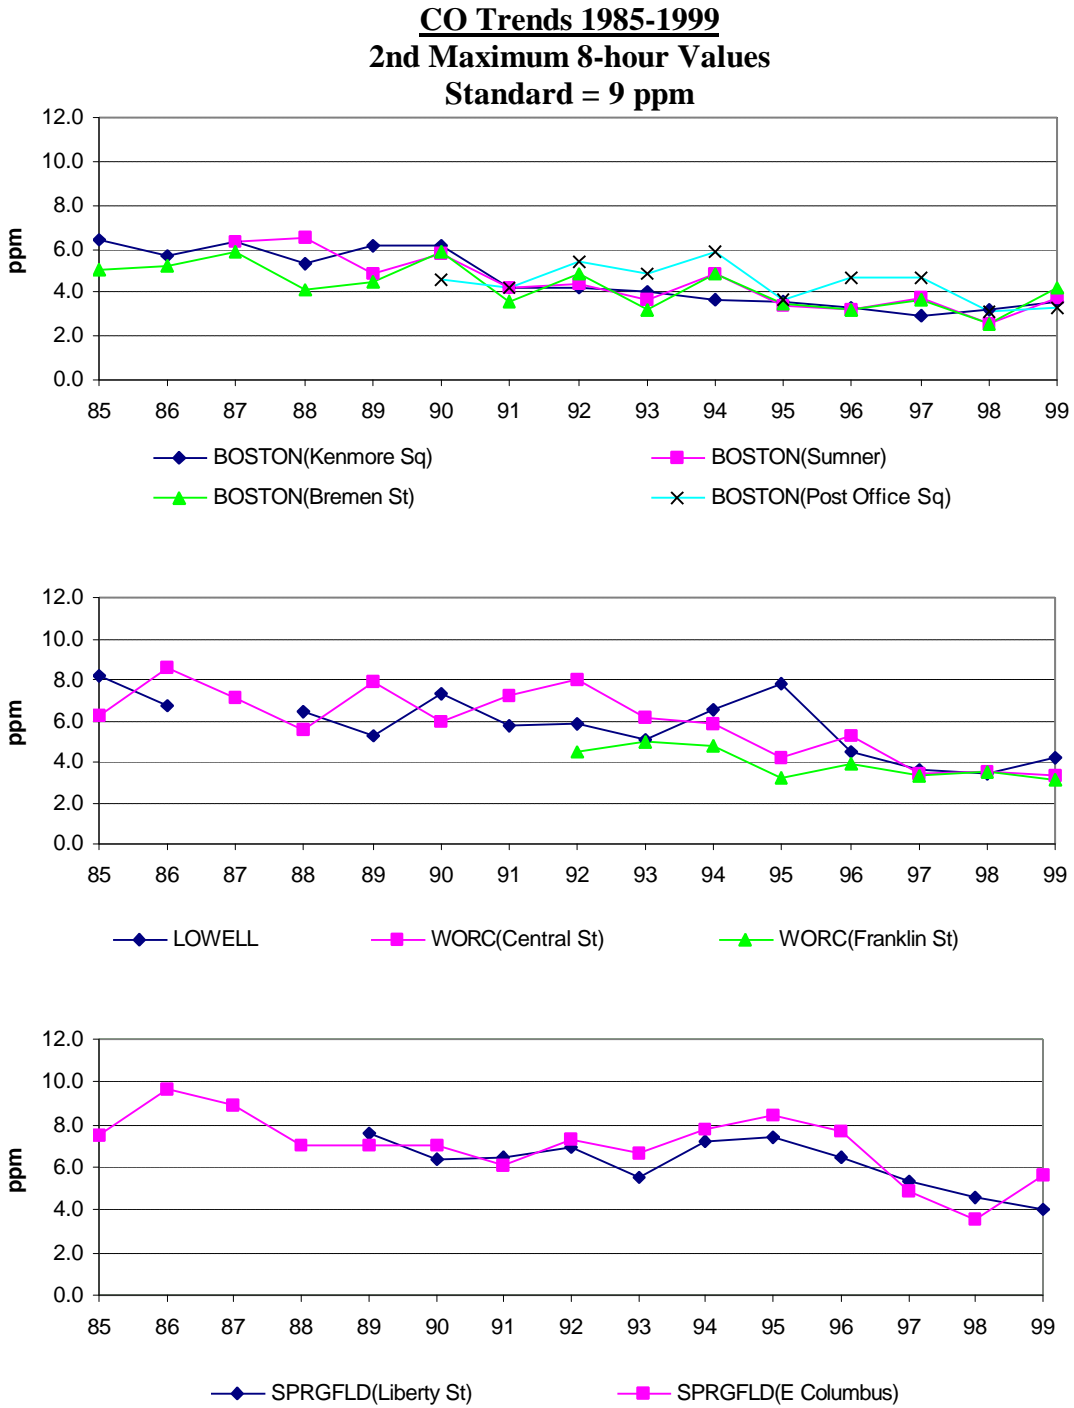 CO Trends 1985-1999
2nd Maximum 8-hour Values
Standard = 9 ppm
12.0
10.0
8.0
6.0
4.0
2.0
0.0
ppm
85 86 87 88 89 90 91 92 93 94 95 96 97 98 99
BOSTON(Kenmore Sq) BOSTON(Sumner)
BOSTON(Bremen St) BOSTON(Post Office Sq)
12.0
10.0
8.0
6.0
4.0
2.0
0.0
ppm
85 86 87 88 89 90 91 92 93 94 95 96 97 98 99
LOWELL WORC(Central St) WORC(Franklin St)
12.0
10.0
8.0
6.0
4.0
2.0
0.0
ppm
85 86 87 88 89 90 91 92 93 94 95 96 97 98 99
SPRGFLD(Liberty St) SPRGFLD(E Columbus)